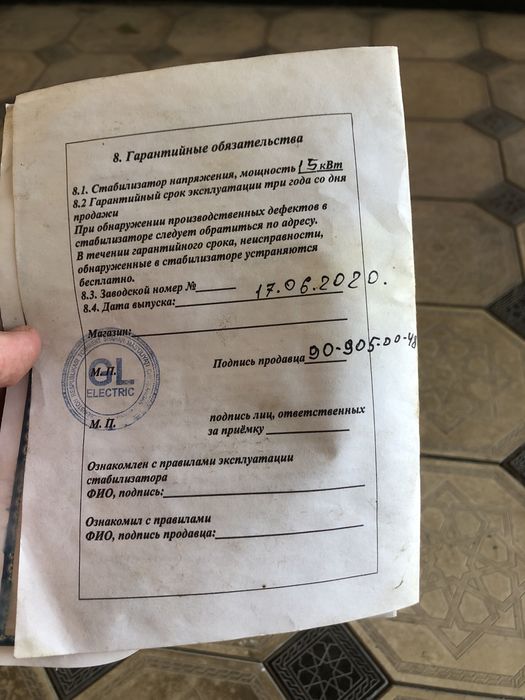 8. Гарантийные обязательства
8.1. Стабилизатор напряжения, мощность 15 кВт
8.2 Гарантийный срок эксплуатации три года со дня
продажи
При обнаружении производственных дефектов в
стабилизаторе следует обратиться по адресу.
В течении гарантийного срока, неисправности,
обнаруженные в стабилизаторе устраняются
бесплатно.
8.3. Заводской номер №
8.4. Дата выпуска: 17.06.2020.
Магазин:
М. П.
GL
ELECTRIC
Подпись продавца 90-905-00-48
М. П.
подпись лиц, ответственных
за приёмку
Ознакомлен с правилами эксплуатации
стабилизатора
ФИО, подпись:
Ознакомил с правилами
ФИО, подпись продавца: